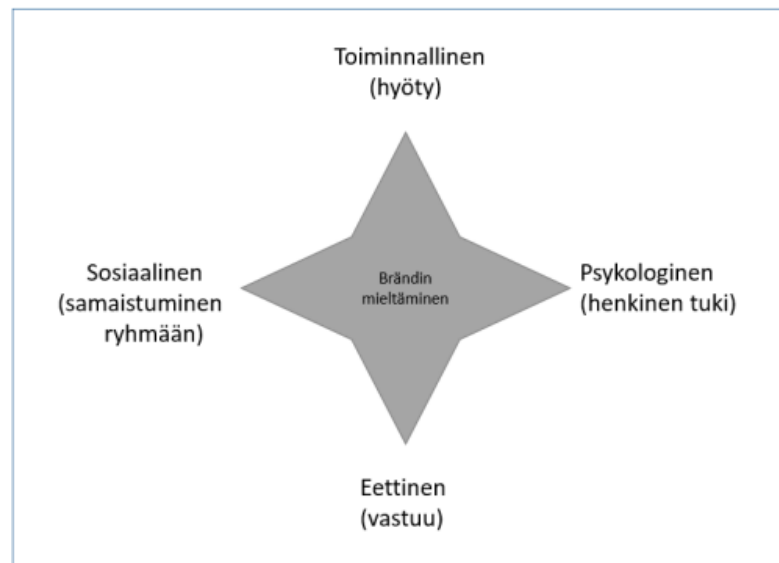 Toiminnallinen
(hyöty)
Sosiaalinen
(samaistuminen
ryhmään)
Brändin
mieltäminen
Psykologinen
(henkinen tuki)
Eettinen
(vastuu)